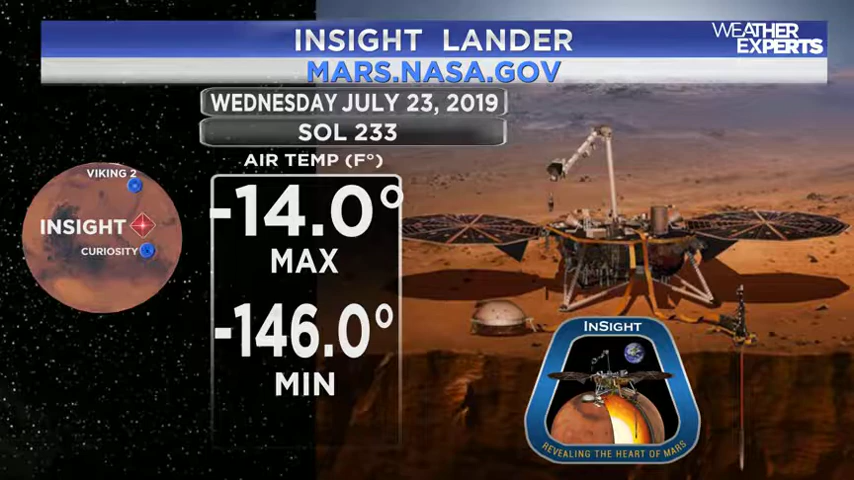 INSIGHT LANDER
WEATHER
EXPERTS
MARS.NASA.GOV
WEDNESDAY JULY 23, 2019
SOL 233
AIR TEMP (F°)
VIKING 2
INSIGHT
CURIOSITY
-14.0°
MAX
-146.0°
MIN
INSIGHT
REVEALING THE HEART OF MARS